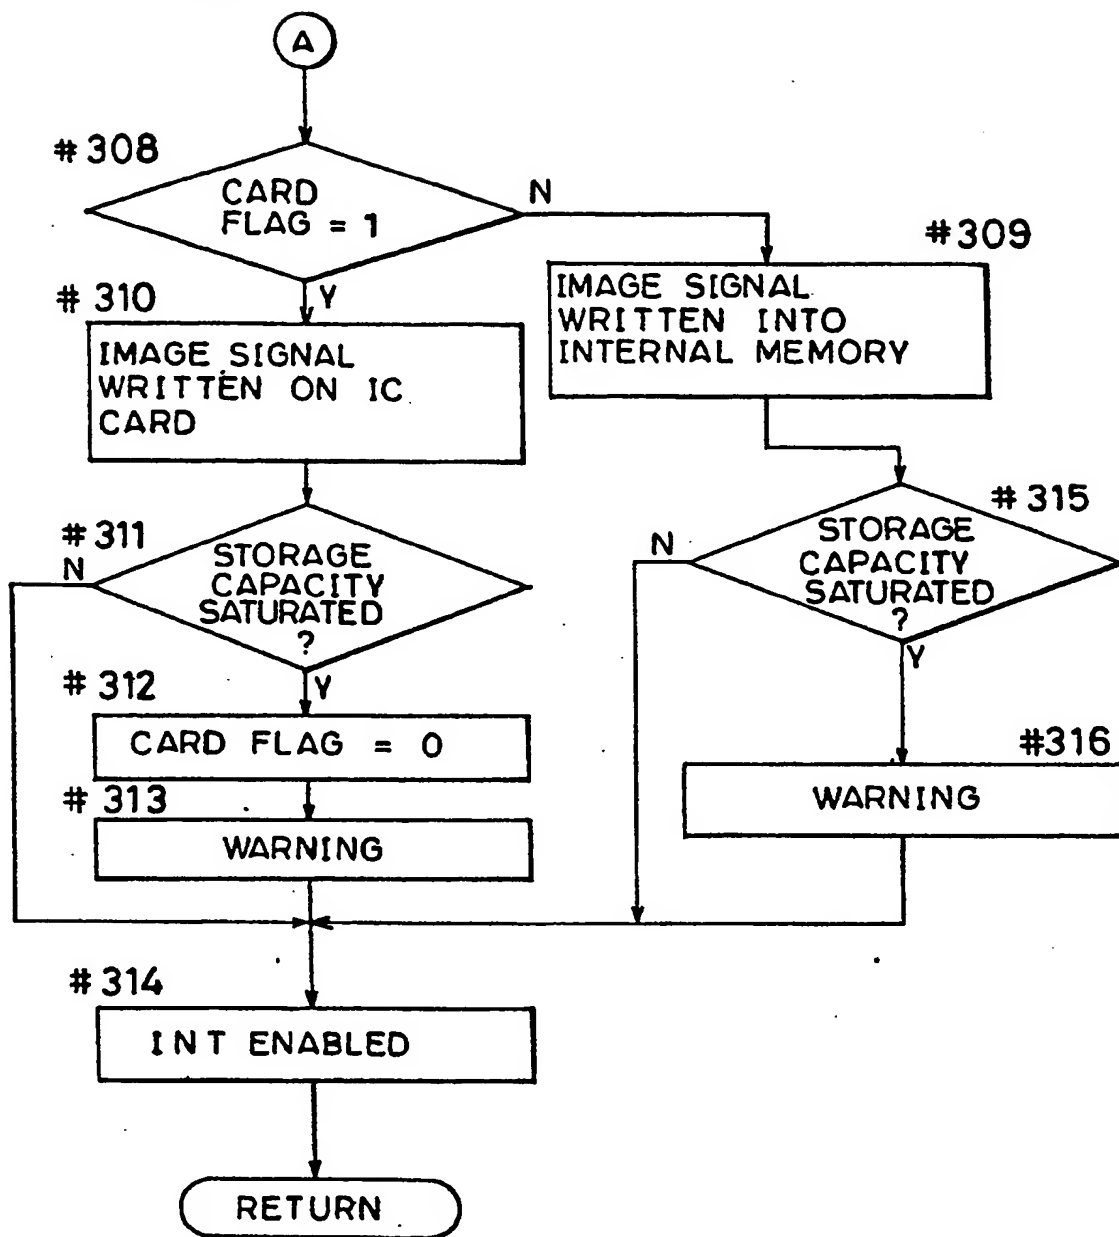 A
#308
CARD
FLAG = 1
N
Y
#309
IMAGE SIGNAL
WRITTEN INTO
INTERNAL MEMORY
#310
IMAGE SIGNAL
WRITTEN ON IC
CARD
#311
N
STORAGE
CAPACITY
SATURATED
?
Y
#315
N
STORAGE
CAPACITY
SATURATED
?
Y
#312
CARD FLAG = 0
#313
WARNING
#316
WARNING
#314
INT ENABLED
RETURN